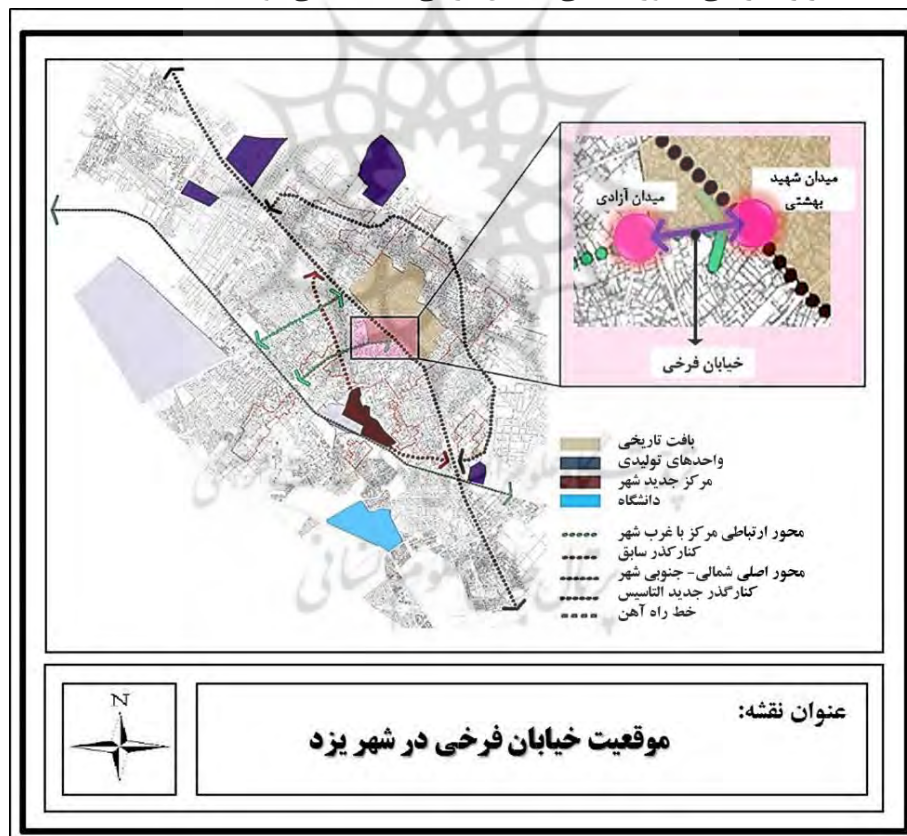 میدان شهید
بهشتی
میدان آزادی
خیابان فرخی
بافت تاریخی
واحدهای تولیدی
مرکز جدید شهر
دانشگاه
محور ارتباطی مرکز با غرب شهر
کنارگذر سابق
محور اصلی شمالی- جنوبی شهر
کنارگذر جدید التاسیس
خط راه آهن
عنوان نقشه:
موقعیت خیابان فرخی در شهر یزد
N